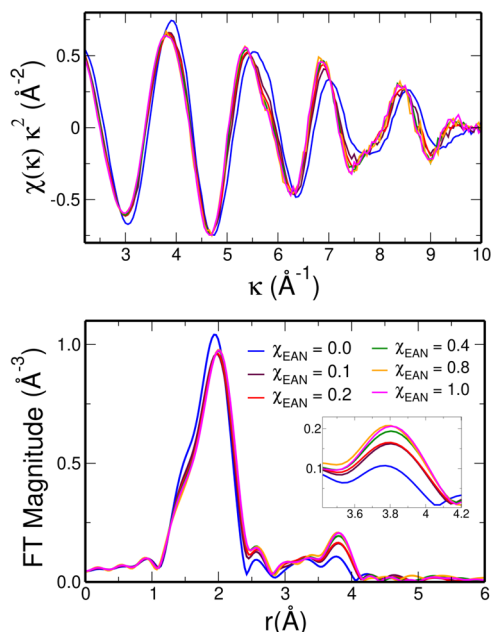 χ(κ) κ² (Å⁻²)
0.5
0
-0.5
3 4 5 6 7 8 9 10
κ (Å⁻¹)
FT Magnitude (Å⁻³)
1.0
0.5
0.0
χEAN = 0.0
χEAN = 0.1
χEAN = 0.2
χEAN = 0.4
χEAN = 0.8
χEAN = 1.0
0.2
0.1
3.6 3.8 4 4.2
0 1 2 3 4 5 6
r(Å)